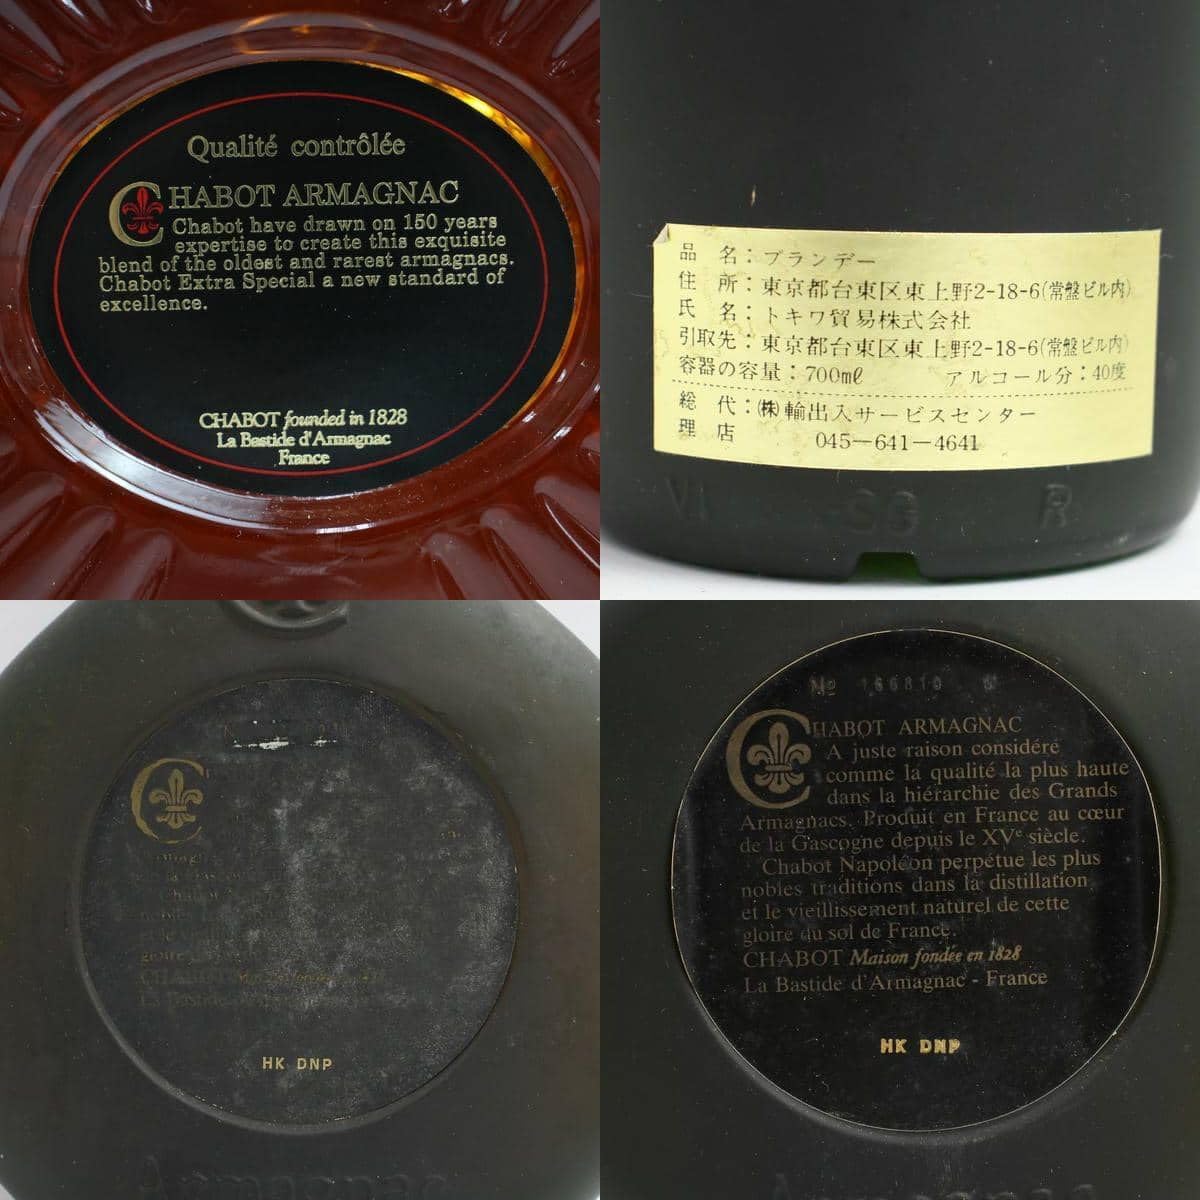 Qualité contrôlée
CHABOT ARMAGNAC
Chabot have drawn on 150 years
expertise to create this exquisite
blend of the oldest and rarest armagnacs.
Chabot Extra Special a new standard of
excellence.
CHABOT founded in 1828
La Bastide d'Armagnac
France
品　名：ブランデー
住　所：東京都台東区東上野2-18-6(常盤ビル内)
氏　名：トキワ貿易株式会社
引取先：東京都台東区東上野2-18-6(常盤ビル内)
容器の容量：700mℓ　アルコール分：40度
総　代：㈱輸出入サービスセンター
理　店　045-641-4641
SG R
C
Chabot
nobles
gloire
CHABOT
La Bastide
HK DNP
Armagnac
Nº
CHABOT ARMAGNAC
A juste raison considéré
comme la qualité la plus haute
dans la hiérarchie des Grands
Armagnacs. Produit en France au cœur
de la Gascogne depuis le XVe siècle.
Chabot Napoléon perpétue les plus
nobles traditions dans la distillation
et le vieillissement naturel de cette
gloire du sol de France.
CHABOT Maison fondée en 1828
La Bastide d'Armagnac - France
HK DNP